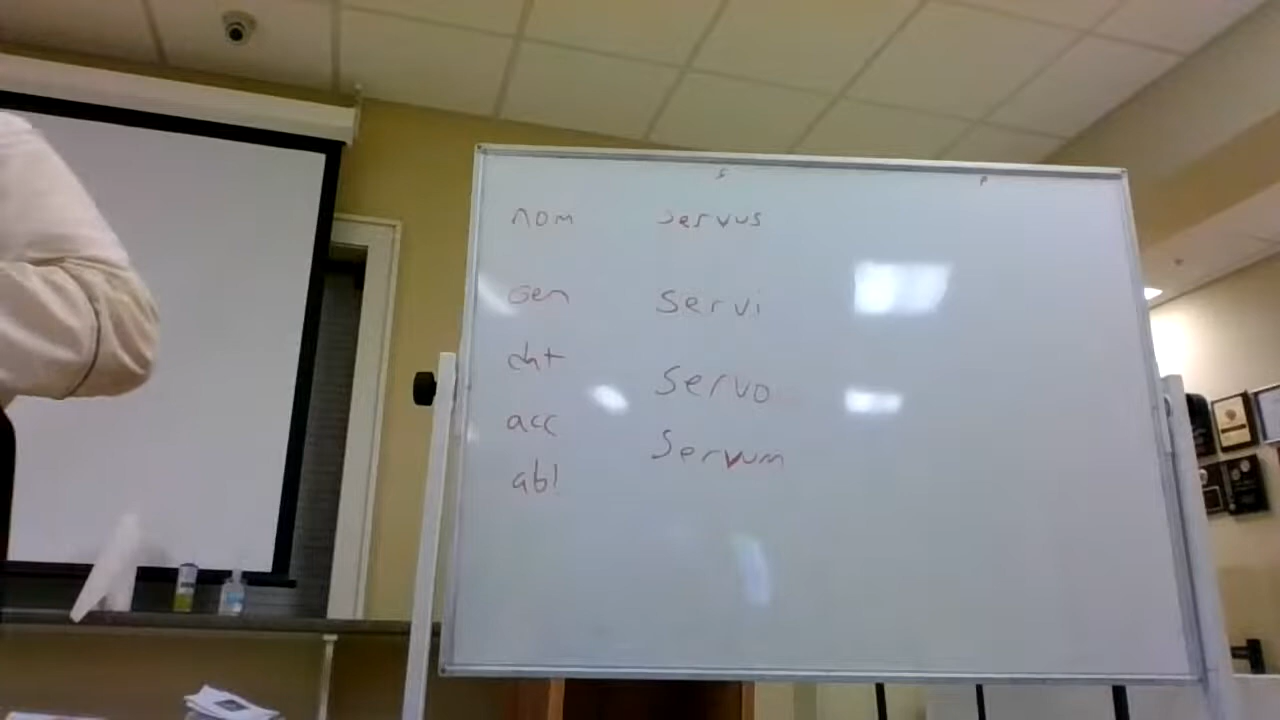 s p
nom servus
Gen Servi
dat Servo
acc Servum
abl